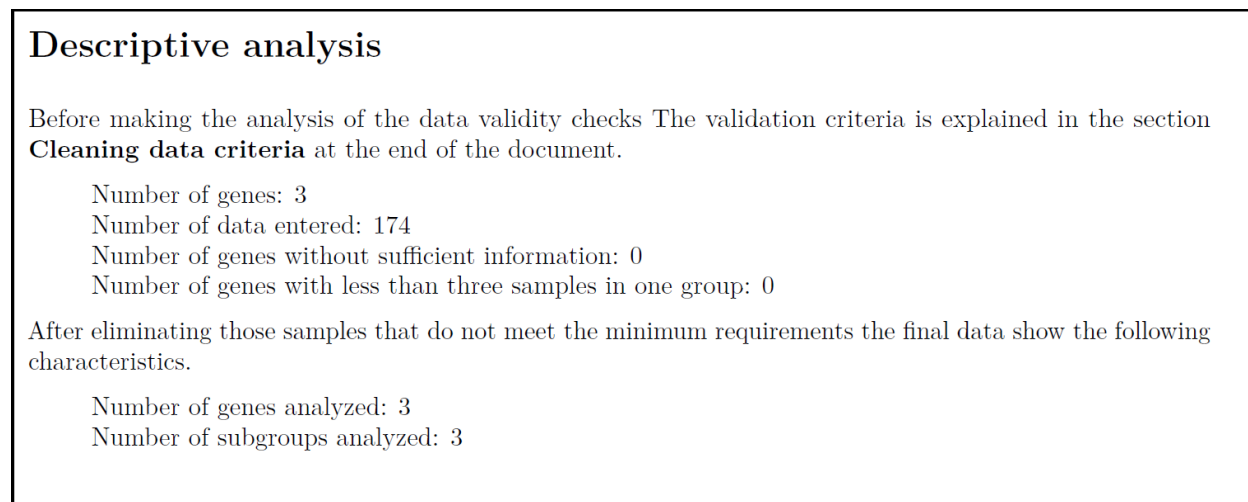 Descriptive analysis
Before making the analysis of the data validity checks The validation criteria is explained in the section
Cleaning data criteria at the end of the document.
Number of genes: 3
Number of data entered: 174
Number of genes without sufficient information: 0
Number of genes with less than three samples in one group: 0
After eliminating those samples that do not meet the minimum requirements the final data show the following
characteristics.
Number of genes analyzed: 3
Number of subgroups analyzed: 3